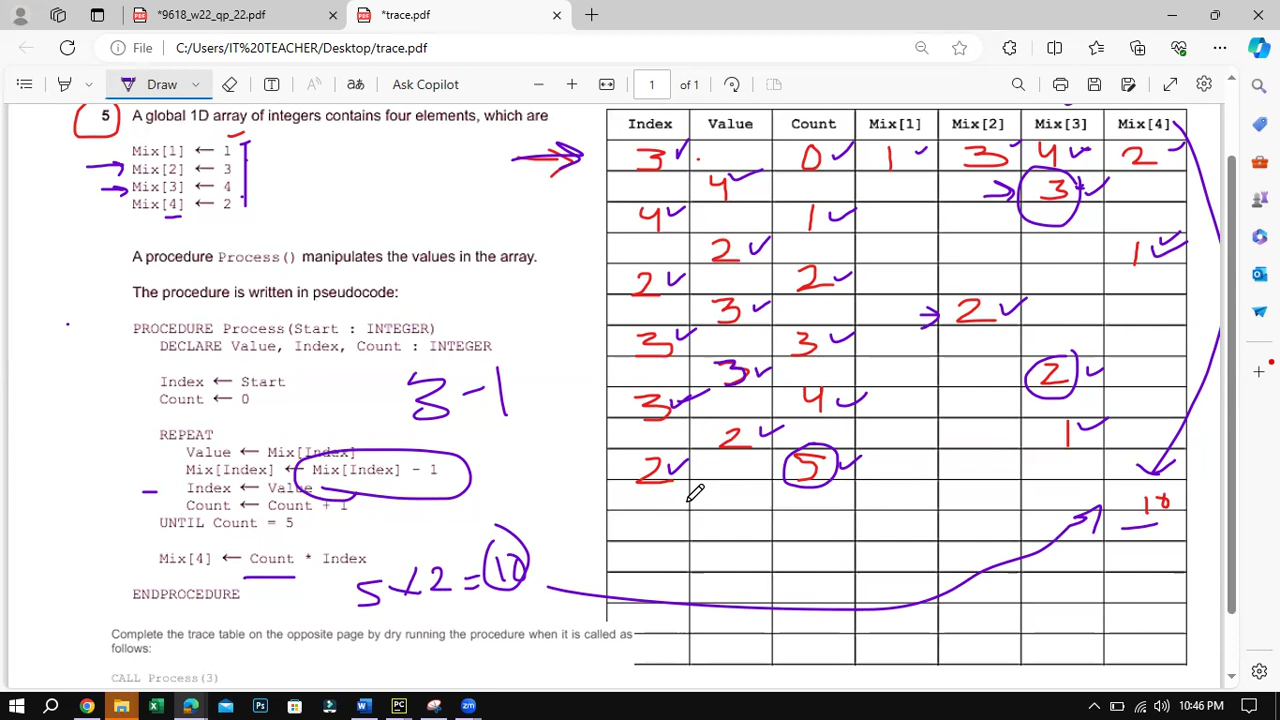 *9618_w22_qp_22.pdf
*trace.pdf
File
C:/Users/IT%20TEACHER/Desktop/trace.pdf
Draw
Ask Copilot
1
of 1
5
A global 1D array of integers contains four elements, which are
Mix[1] ← 1
Mix[2] ← 3
Mix[3] ← 4
Mix[4] ← 2
A procedure Process() manipulates the values in the array.
The procedure is written in pseudocode:
PROCEDURE Process(Start : INTEGER)
DECLARE Value, Index, Count : INTEGER
Index ← Start
Count ← 0
REPEAT
Value ← Mix[Index]
Mix[Index] ← Mix[Index] - 1
Index ← Value
Count ← Count + 1
UNTIL Count = 5
Mix[4] ← Count * Index
ENDPROCEDURE
Complete the trace table on the opposite page by dry running the procedure when it is called as
follows:
CALL Process(3)
3-1
5×2=10
Index Value Count Mix[1] Mix[2] Mix[3] Mix[4]
3 0 1 3 4 2
4 3
4 1
2 1
2 2
3 2
3 3
3 2
3 4
2 1
2 5
10
10:46 PM